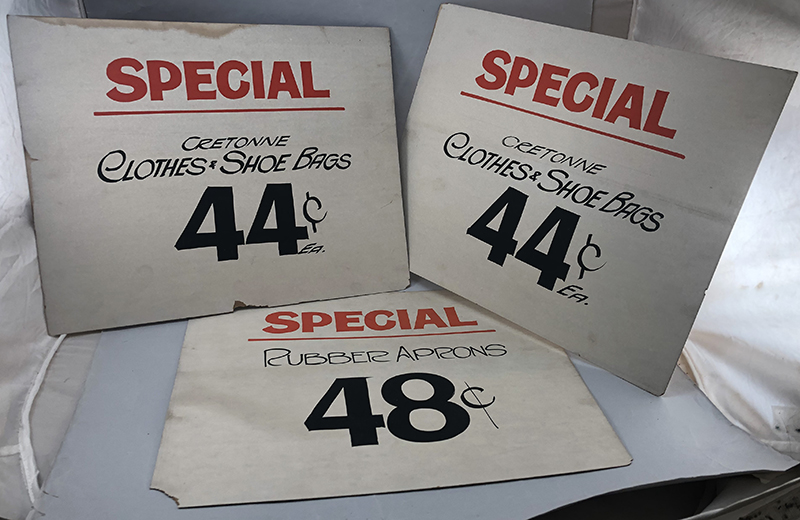 SPECIAL
CRETONNE
CLOTHES & SHOE BAGS
44¢
EA.
SPECIAL
CRETONNE
CLOTHES & SHOE BAGS
44¢
EA.
SPECIAL
RUBBER APRONS
48¢